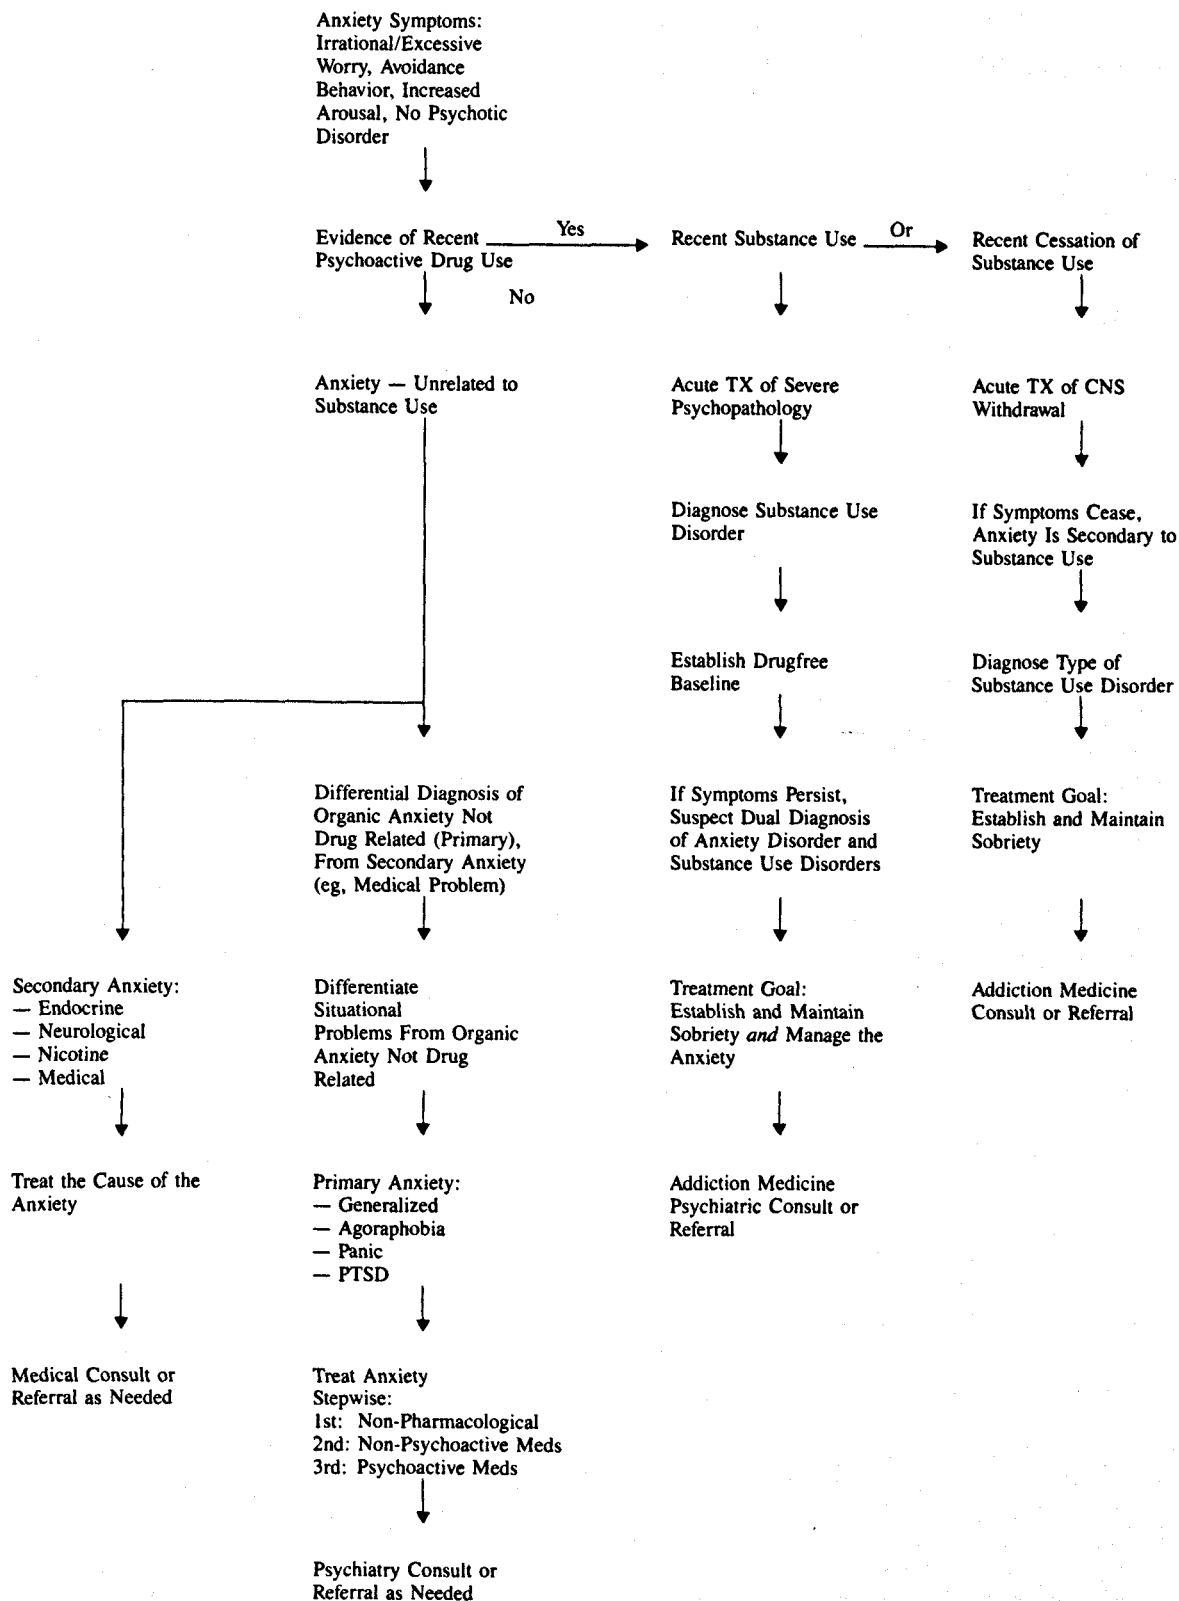 Anxiety Symptoms:
Irrational/Excessive
Worry, Avoidance
Behavior, Increased
Arousal, No Psychotic
Disorder
Evidence of Recent
Psychoactive Drug Use
Yes
No
Recent Substance Use
Or
Recent Cessation of
Substance Use
Anxiety — Unrelated to
Substance Use
Acute TX of Severe
Psychopathology
Acute TX of CNS
Withdrawal
Diagnose Substance Use
Disorder
If Symptoms Cease,
Anxiety Is Secondary to
Substance Use
Establish Drugfree
Baseline
Diagnose Type of
Substance Use Disorder
Differential Diagnosis of
Organic Anxiety Not
Drug Related (Primary),
From Secondary Anxiety
(eg, Medical Problem)
If Symptoms Persist,
Suspect Dual Diagnosis
of Anxiety Disorder and
Substance Use Disorders
Treatment Goal:
Establish and Maintain
Sobriety
Secondary Anxiety:
— Endocrine
— Neurological
— Nicotine
— Medical
Differentiate
Situational
Problems From Organic
Anxiety Not Drug
Related
Treatment Goal:
Establish and Maintain
Sobriety and Manage the
Anxiety
Addiction Medicine
Consult or Referral
Treat the Cause of the
Anxiety
Primary Anxiety:
— Generalized
— Agoraphobia
— Panic
— PTSD
Addiction Medicine
Psychiatric Consult or
Referral
Medical Consult or
Referral as Needed
Treat Anxiety
Stepwise:
1st: Non-Pharmacological
2nd: Non-Psychoactive Meds
3rd: Psychoactive Meds
Psychiatry Consult or
Referral as Needed